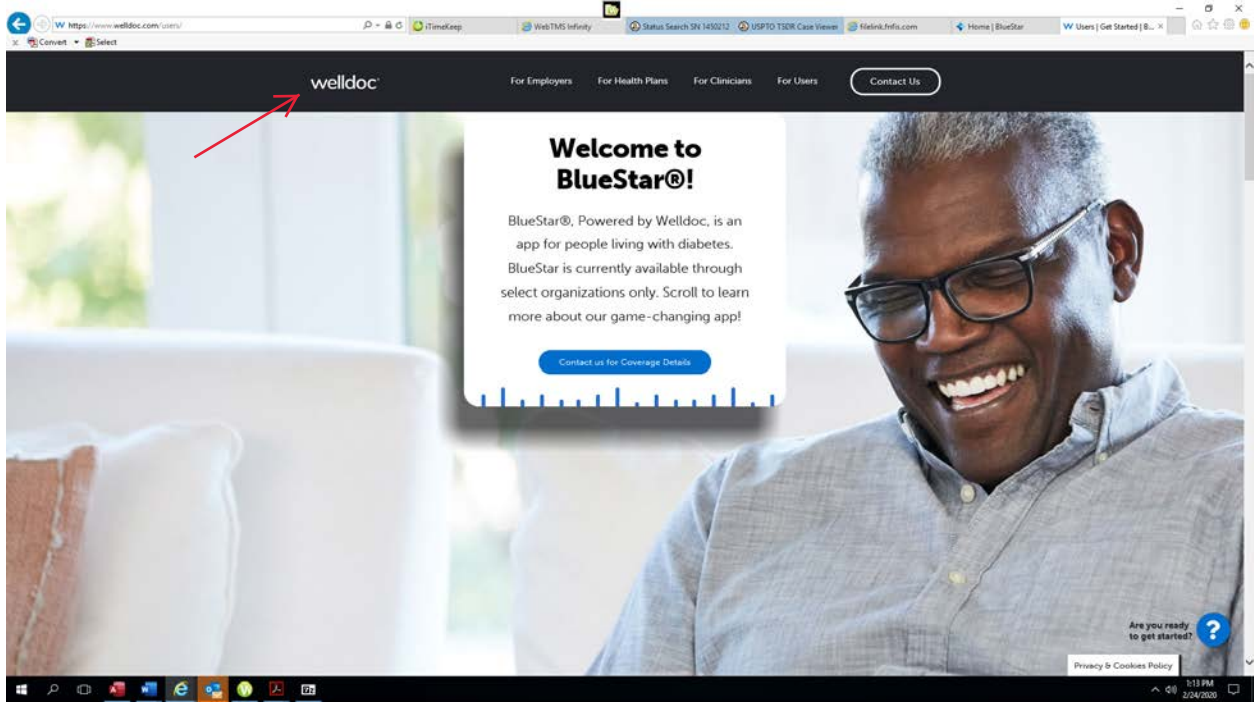 https://www.welldoc.com/users/
iTimeKeep
WebTMS Infinity
Status Search SN 1450212
USPTO TSDR Case Viewer
filelink.fnfis.com
Home | BlueStar
Users | Get Started | B...
Convert
Select
welldoc
For Employers
For Health Plans
For Clinicians
For Users
Contact Us
Welcome to
BlueStar®!
BlueStar®, Powered by Welldoc, is an
app for people living with diabetes.
BlueStar is currently available through
select organizations only. Scroll to learn
more about our game-changing app!
Contact us for Coverage Details
Are you ready
to get started?
?
Privacy & Cookies Policy
1:13 PM
2/24/2020